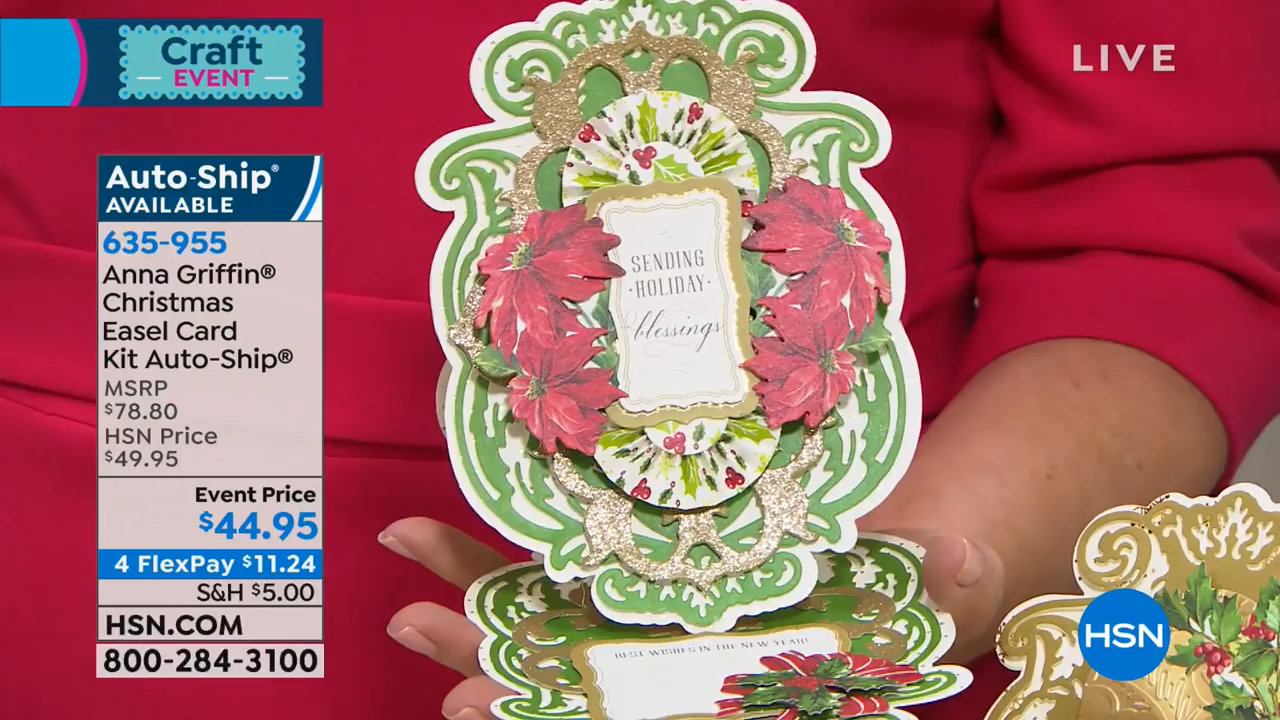 Craft
EVENT
LIVE
Auto-Ship®
AVAILABLE
635-955
Anna Griffin®
Christmas
Easel Card
Kit Auto-Ship®
MSRP
$78.80
HSN Price
$49.95
Event Price
$44.95
4 FlexPay $11.24
S&H $5.00
HSN.COM
800-284-3100
SENDING
·HOLIDAY·
blessings
BEST WISHES IN THE NEW YEAR!
HSN